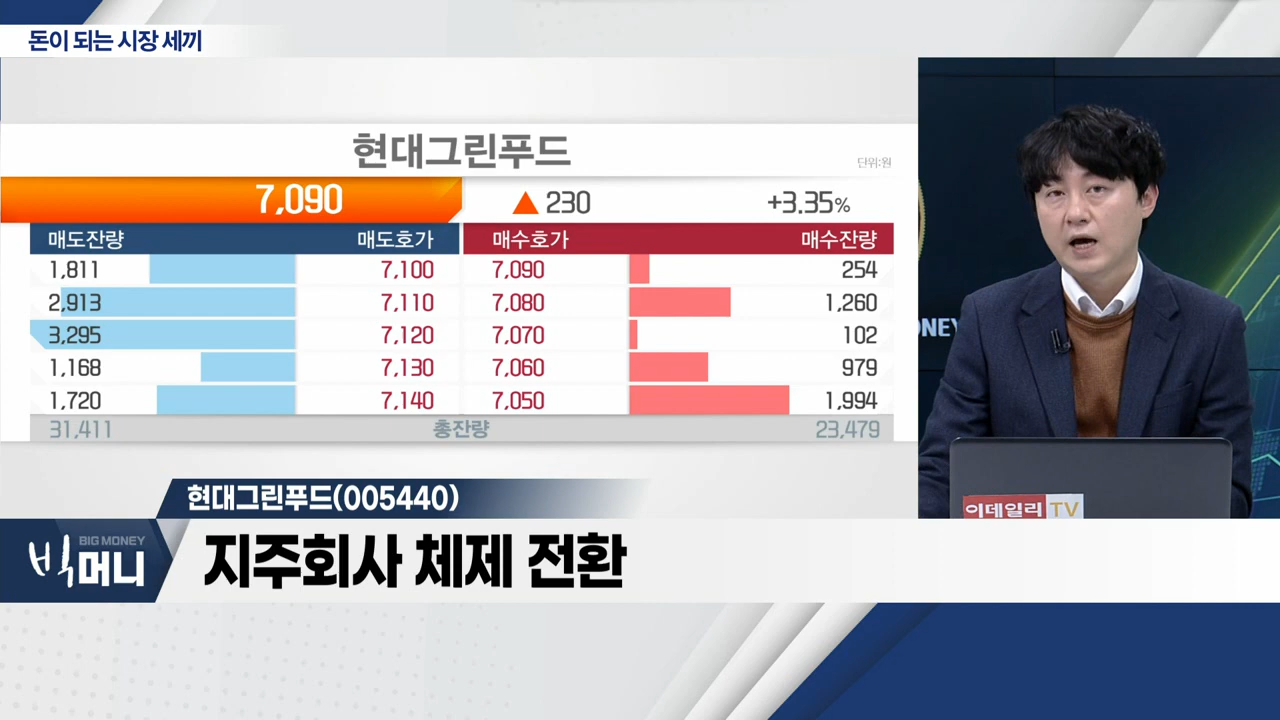 돈이 되는 시장 세끼
현대그린푸드
단위:원
7,090 ▲ 230 +3.35%
매도잔량 매도호가 매수호가 매수잔량
1,811 7,100 7,090 254
2,913 7,110 7,080 1,260
3,295 7,120 7,070 102
1,168 7,130 7,060 979
1,720 7,140 7,050 1,994
31,411 총잔량 23,479
ONEY
이데일리 TV
현대그린푸드(005440)
BIG MONEY
빅머니
지주회사 체제 전환